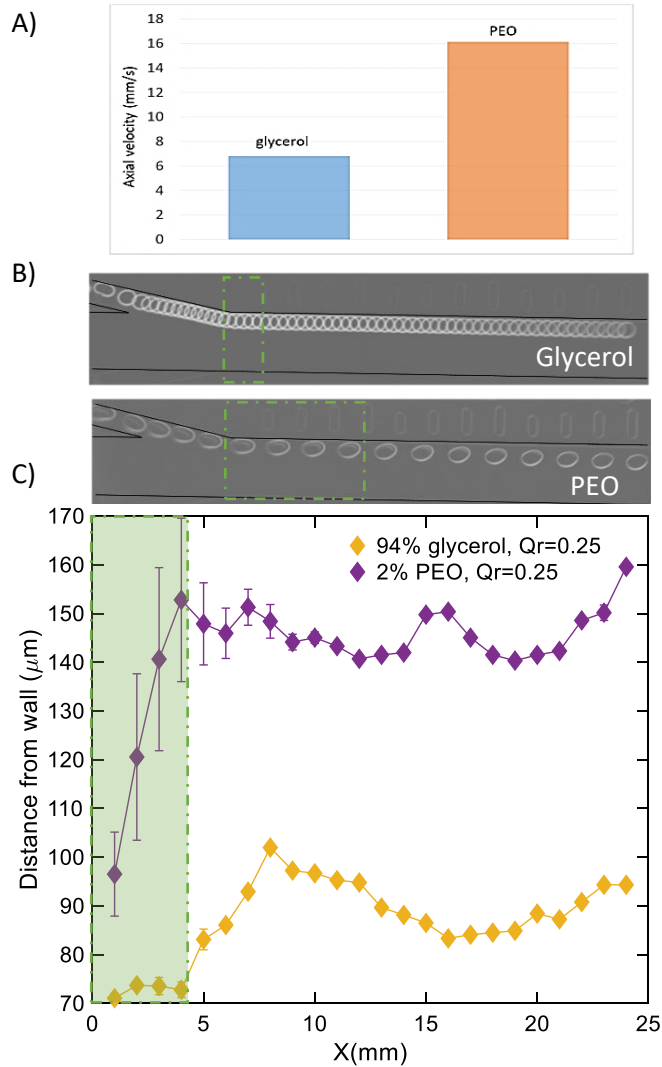 A)
18
16
14
12
10
8
6
4
2
0
Axial velocity (mm/s)
glycerol
PEO
B)
Glycerol
PEO
C)
170
160
150
140
130
120
110
100
90
80
70
Distance from wall (μm)
94% glycerol, Qr=0.25
2% PEO, Qr=0.25
0 5 10 15 20 25
X(mm)